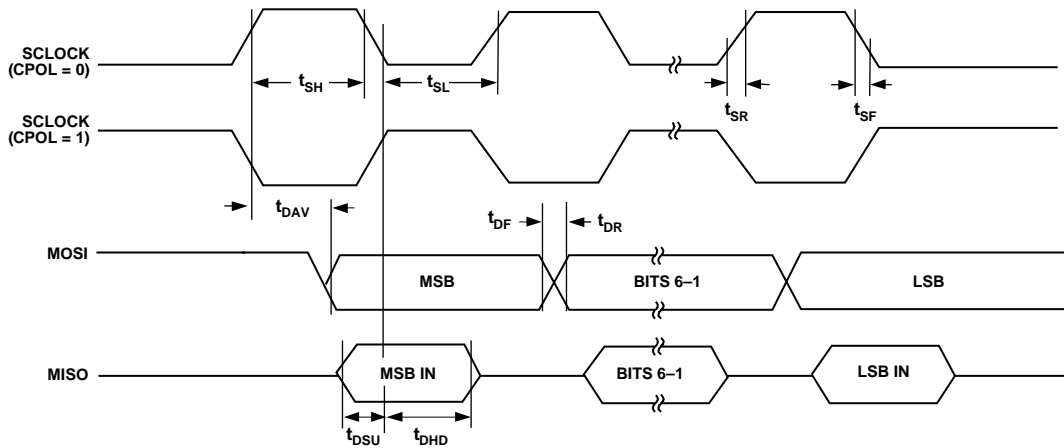 SCLOCK
(CPOL = 0)
tSH
tSL
tSR
tSF
SCLOCK
(CPOL = 1)
tDAV
tDF
tDR
MOSI
MSB
BITS 6–1
LSB
MISO
MSB IN
BITS 6–1
LSB IN
tDSU
tDHD